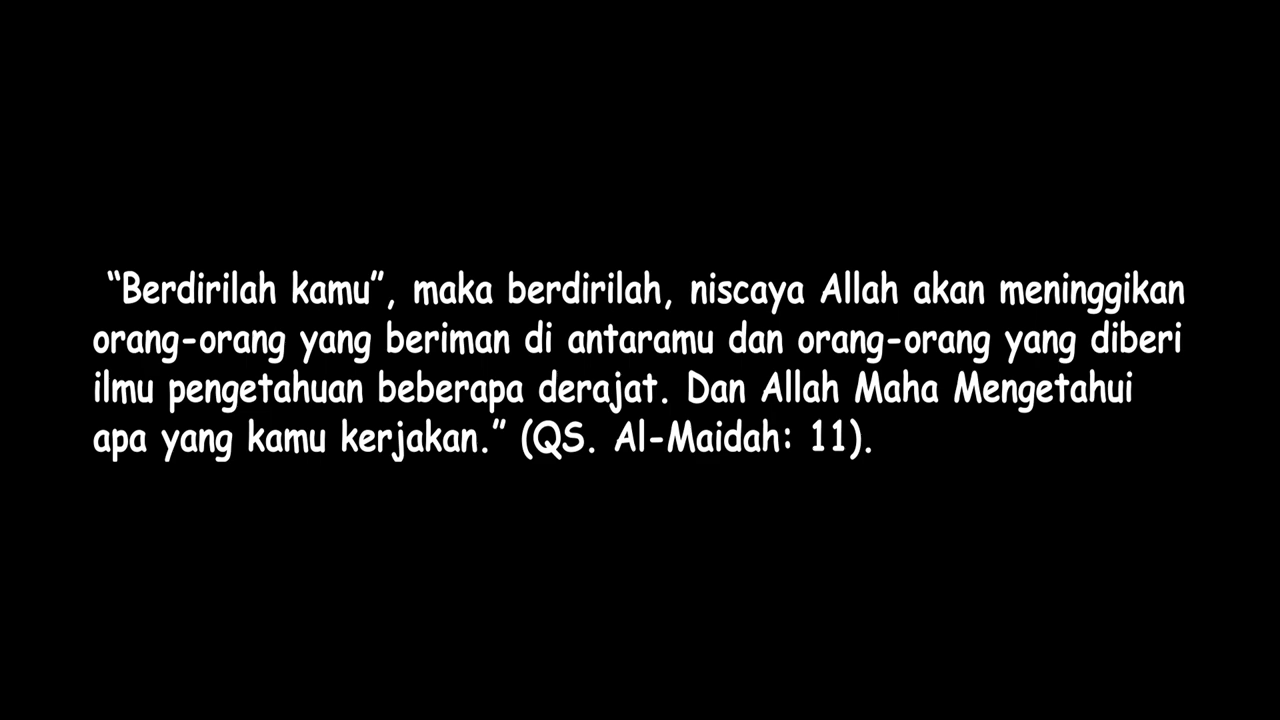 “Berdirilah kamu”, maka berdirilah, niscaya Allah akan meninggikan
orang-orang yang beriman di antaramu dan orang-orang yang diberi
ilmu pengetahuan beberapa derajat. Dan Allah Maha Mengetahui
apa yang kamu kerjakan.” (QS. Al-Maidah: 11).